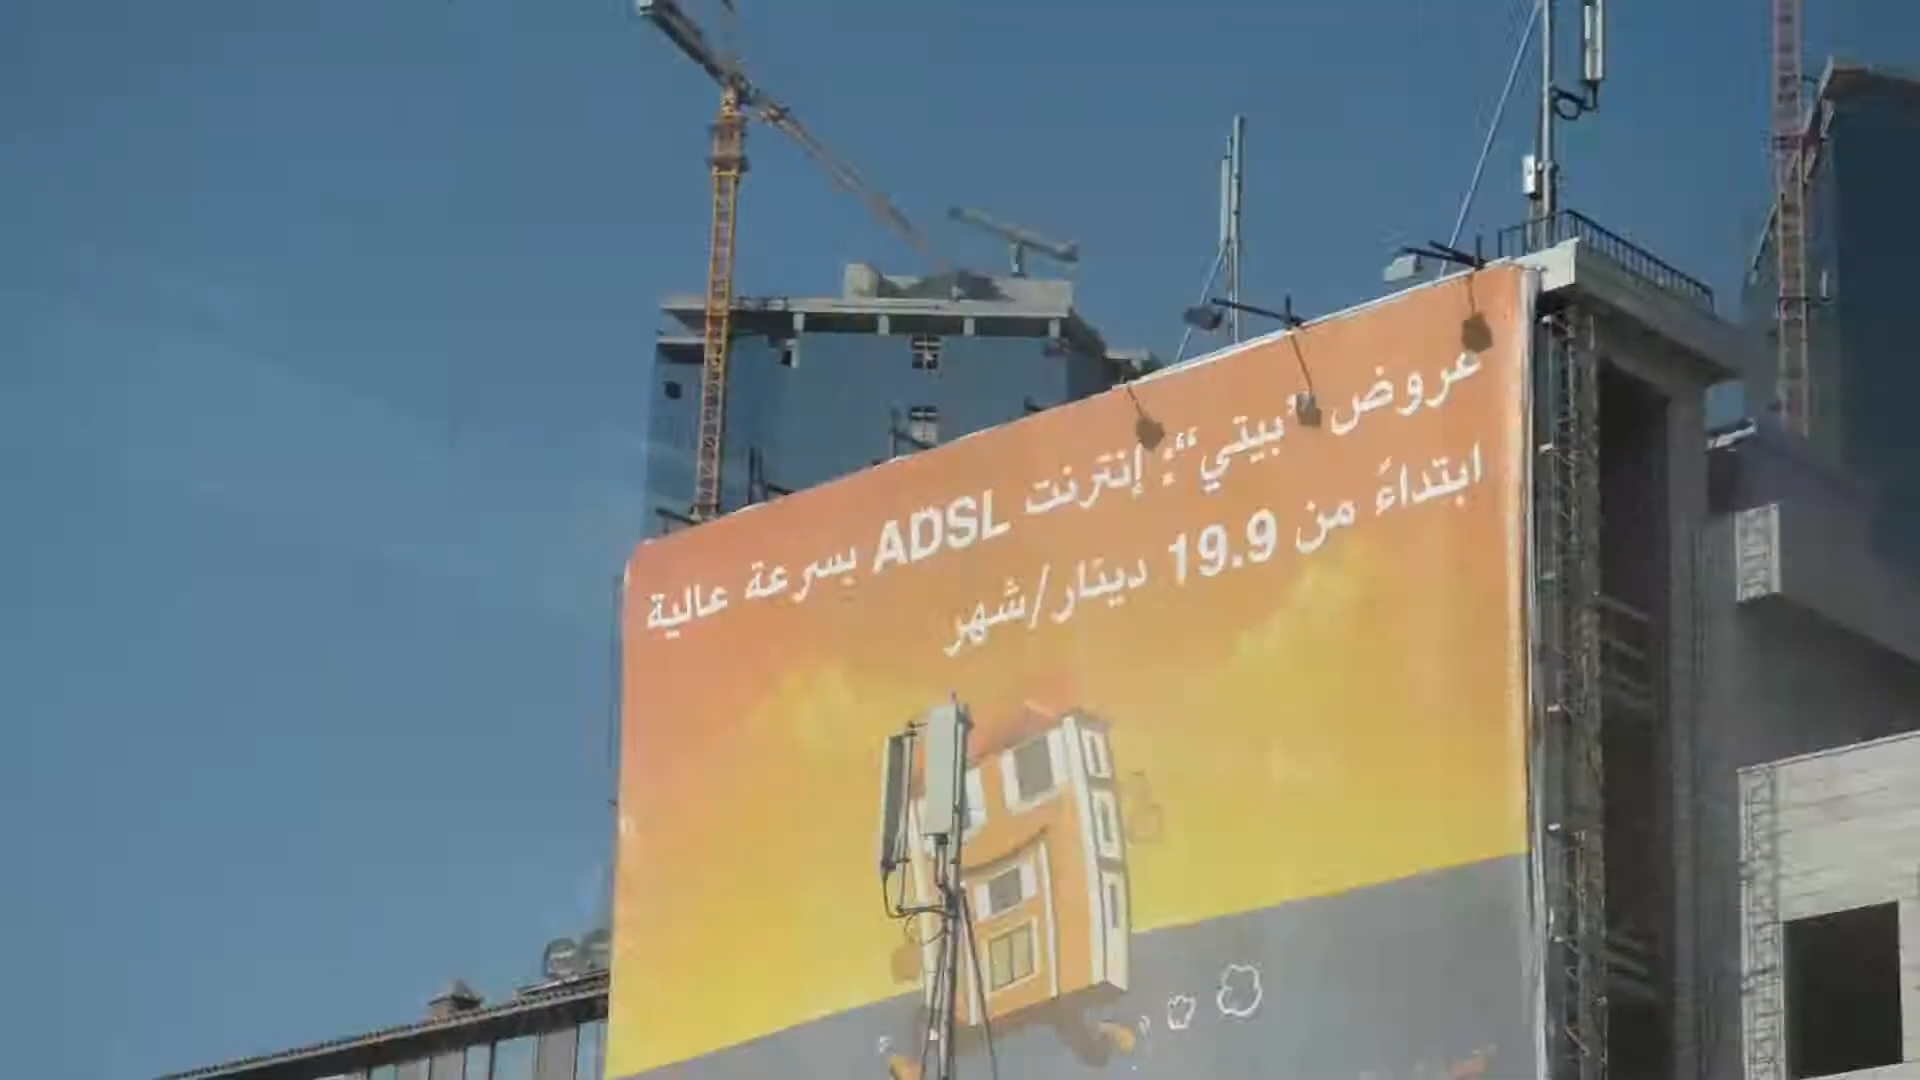 عروض "بيتي": إنترنت ADSL بسرعة عالية
ابتداءً من 19.9 دينار/شهر